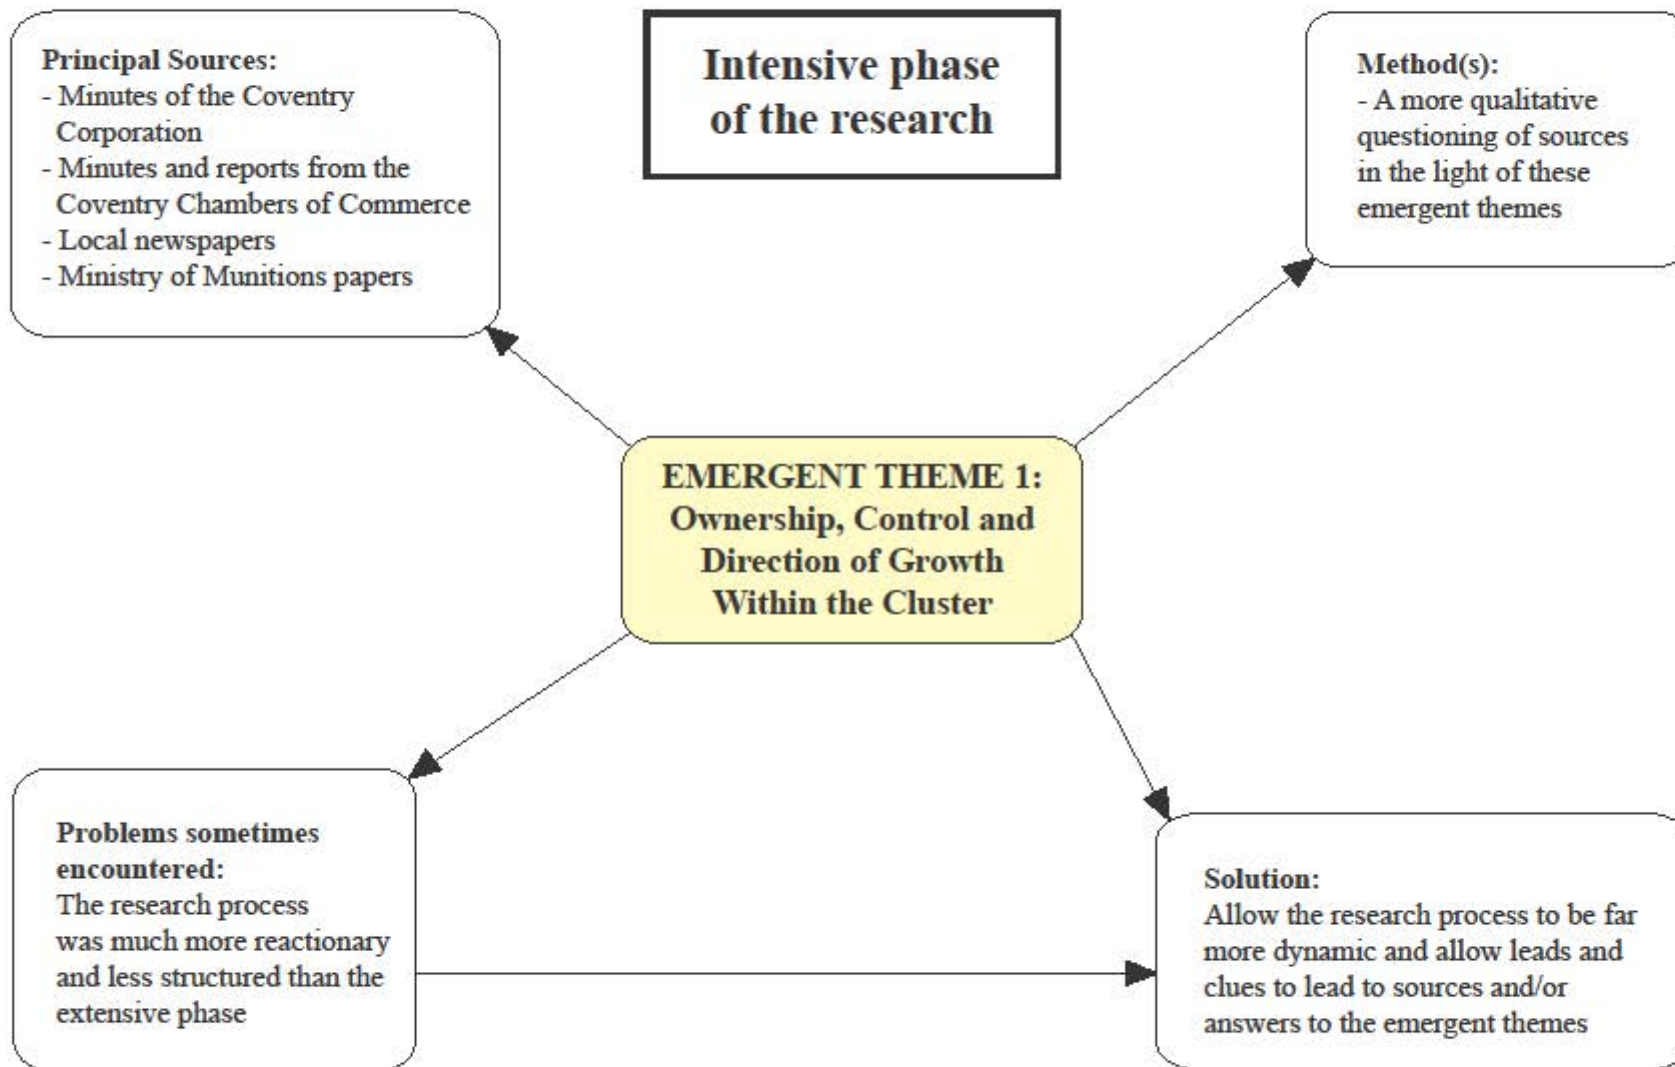 Principal Sources:
- Minutes of the Coventry
Corporation
- Minutes and reports from the
Coventry Chambers of Commerce
- Local newspapers
- Ministry of Munitions papers
Intensive phase
of the research
Method(s):
- A more qualitative
questioning of sources
in the light of these
emergent themes
EMERGENT THEME 1:
Ownership, Control and
Direction of Growth
Within the Cluster
Problems sometimes
encountered:
The research process
was much more reactionary
and less structured than the
extensive phase
Solution:
Allow the research process to be far
more dynamic and allow leads and
clues to lead to sources and/or
answers to the emergent themes